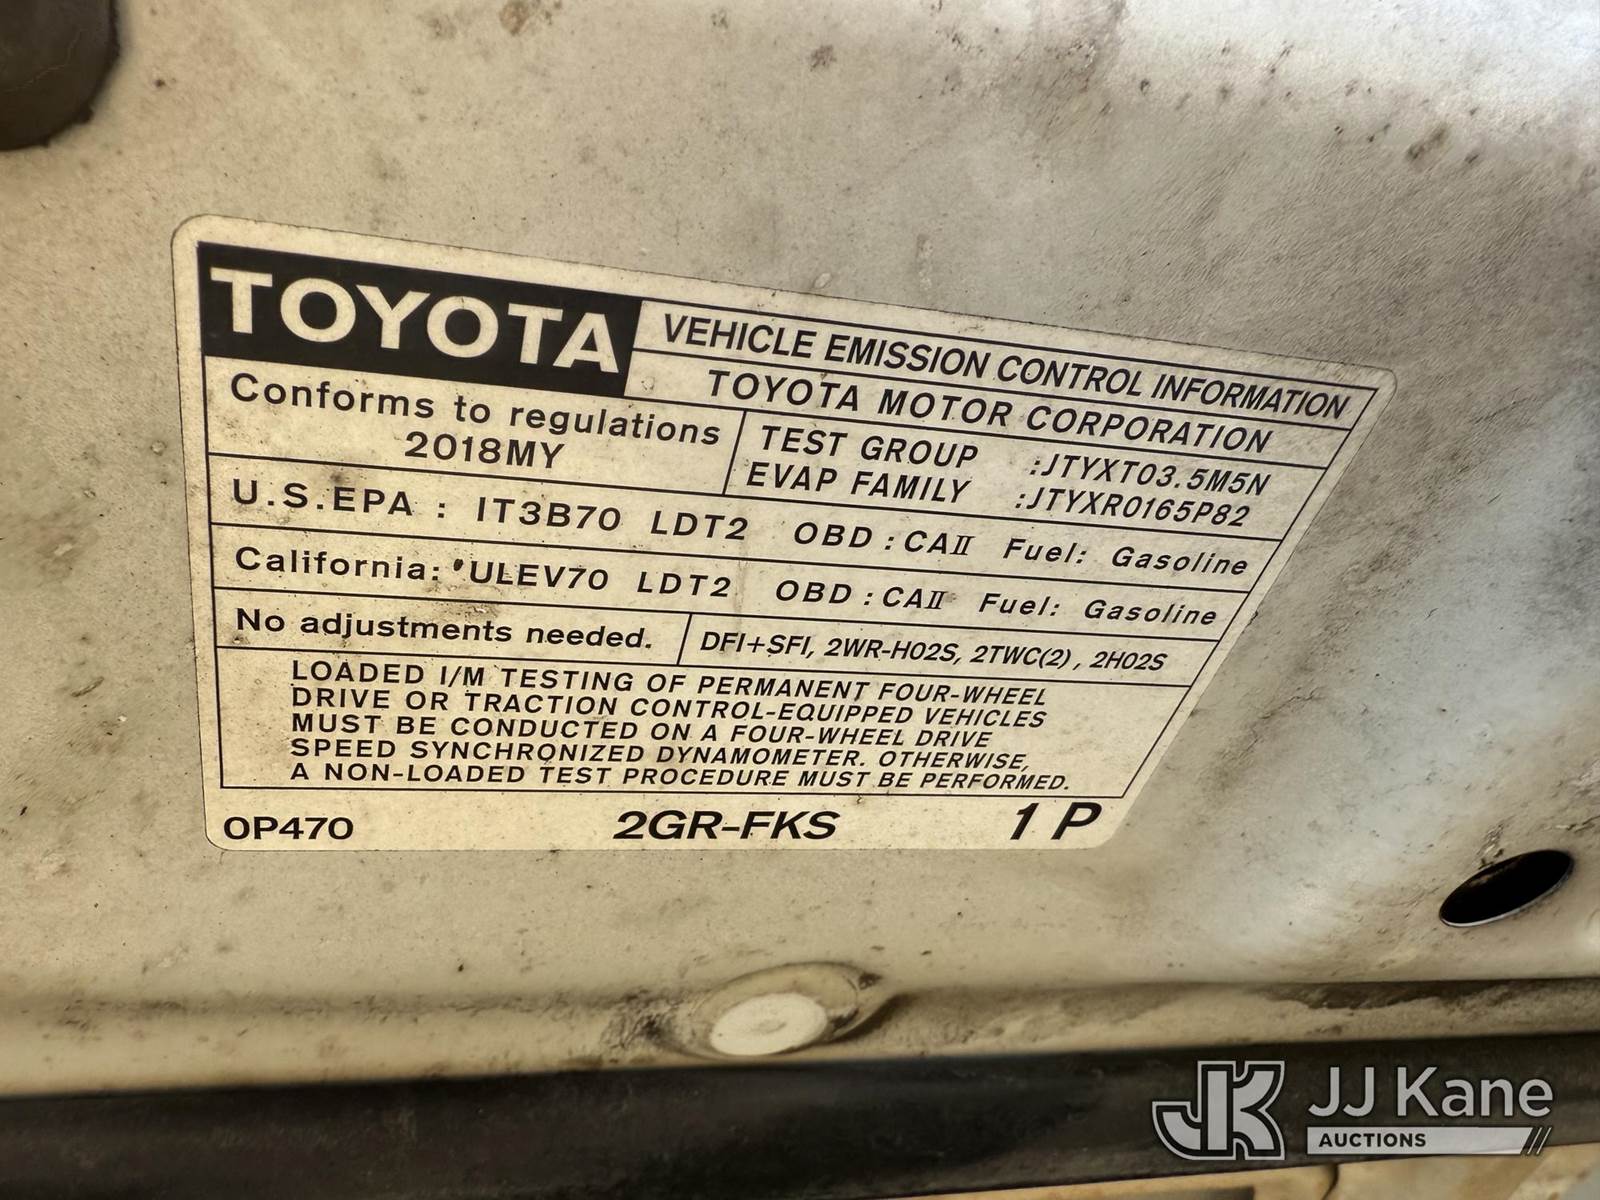 TOYOTA
VEHICLE EMISSION CONTROL INFORMATION
TOYOTA MOTOR CORPORATION
Conforms to regulations
2018MY
TEST GROUP :JTYXT03.5M5N
EVAP FAMILY :JTYXR0165P82
U.S.EPA : IT3B70 LDT2 OBD : CAⅡ Fuel: Gasoline
California: ULEV70 LDT2 OBD : CAⅡ Fuel: Gasoline
No adjustments needed.
DFI+SFI, 2WR-HO2S, 2TWC(2) , 2HO2S
LOADED I/M TESTING OF PERMANENT FOUR-WHEEL
DRIVE OR TRACTION CONTROL-EQUIPPED VEHICLES
MUST BE CONDUCTED ON A FOUR-WHEEL DRIVE
SPEED SYNCHRONIZED DYNAMOMETER. OTHERWISE,
A NON-LOADED TEST PROCEDURE MUST BE PERFORMED.
0P470 2GR-FKS 1 P
JK JJ Kane
AUCTIONS